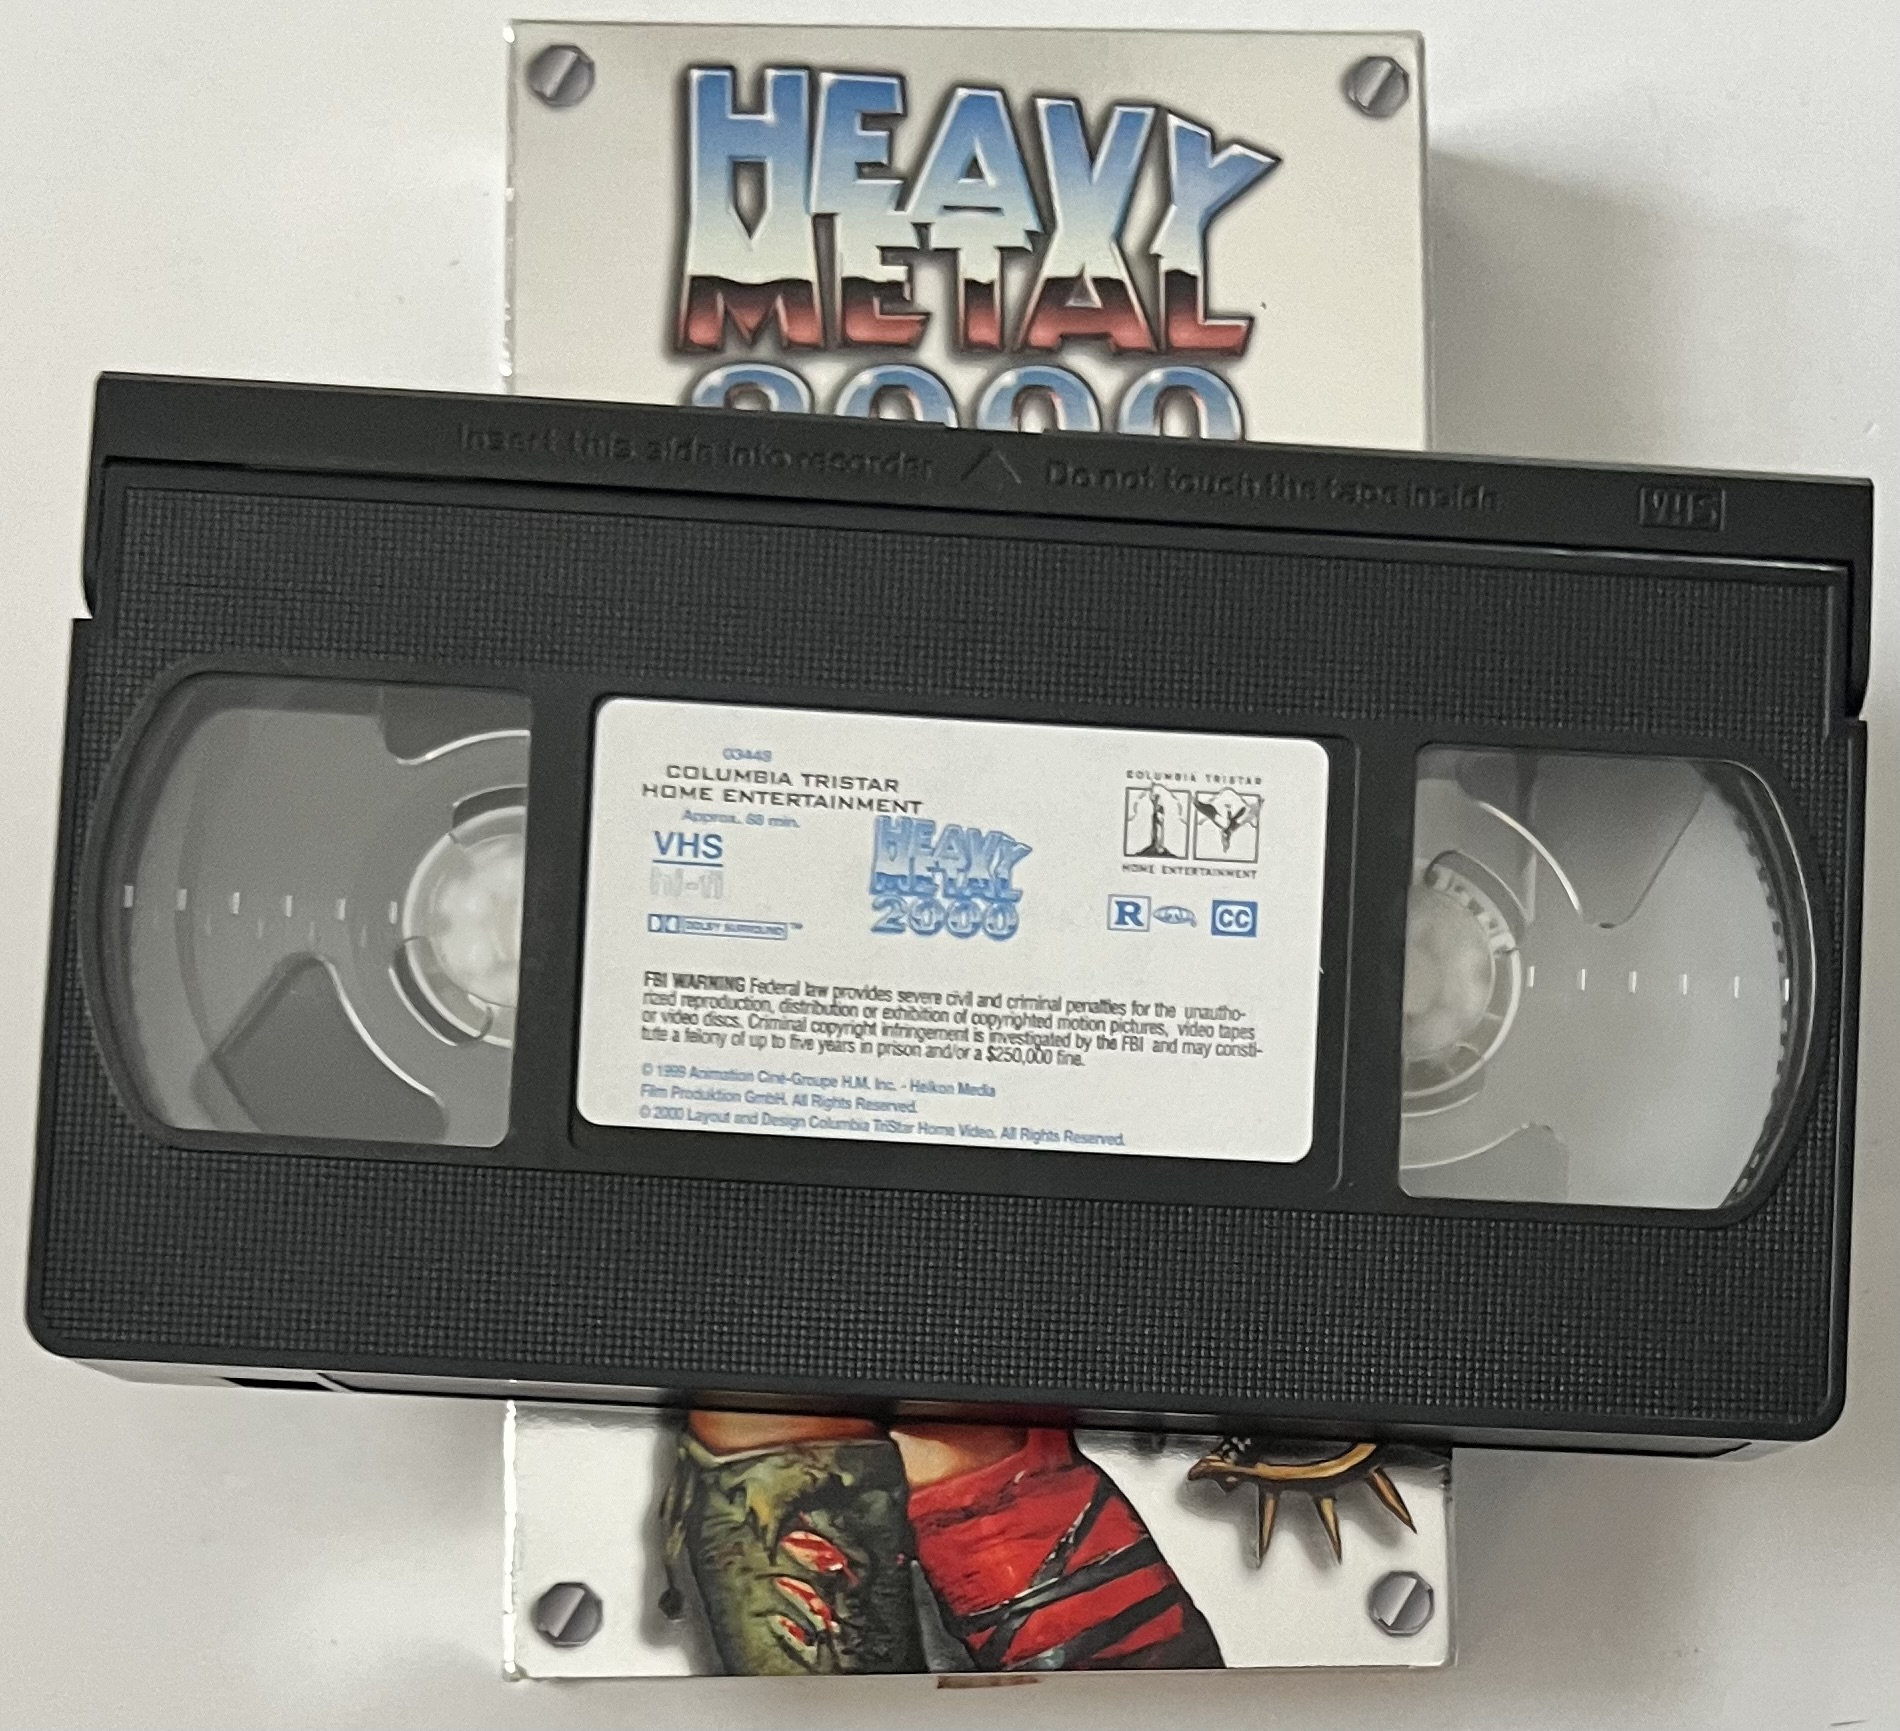 HEAVY
METAL
2000
Insert this side into recorder Do not touch the tape inside VHS
COLUMBIA TRISTAR
HOME ENTERTAINMENT
Approx. 88 min.
VHS
hi-fi
DOLBY SURROUND™
HEAVY
METAL
2000
COLUMBIA TRISTAR
HOME ENTERTAINMENT
R CC
FBI WARNING Federal law provides severe civil and criminal penalties for the unautho-
rized reproduction, distribution or exhibition of copyrighted motion pictures, video tapes
or video discs. Criminal copyright infringement is investigated by the FBI and may consti-
tute a felony of up to five years in prison and/or a $250,000 fine.
© 1999 Animation Ciné-Groupe H.M. Inc. - Helkon Media
Film Produktion GmbH. All Rights Reserved.
© 2000 Layout and Design Columbia TriStar Home Video. All Rights Reserved.